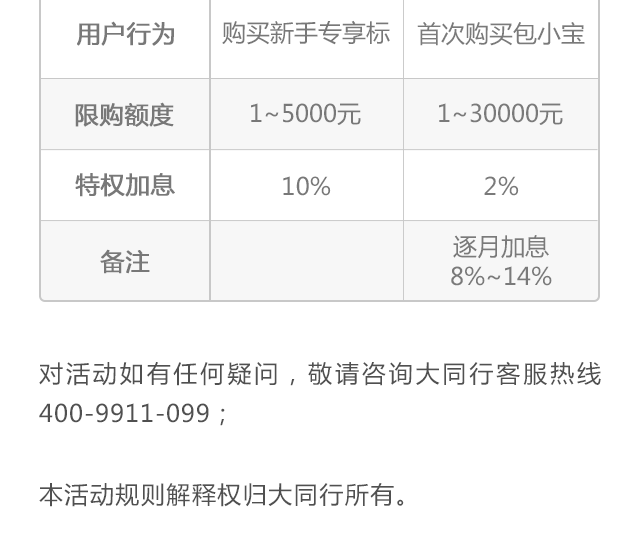 用户行为 购买新手专享标 首次购买包小宝
限购额度 1~5000元 1~30000元
特权加息 10% 2%
备注 逐月加息
8%~14%
对活动如有任何疑问，敬请咨询大同行客服热线
400-9911-099；
本活动规则解释权归大同行所有。